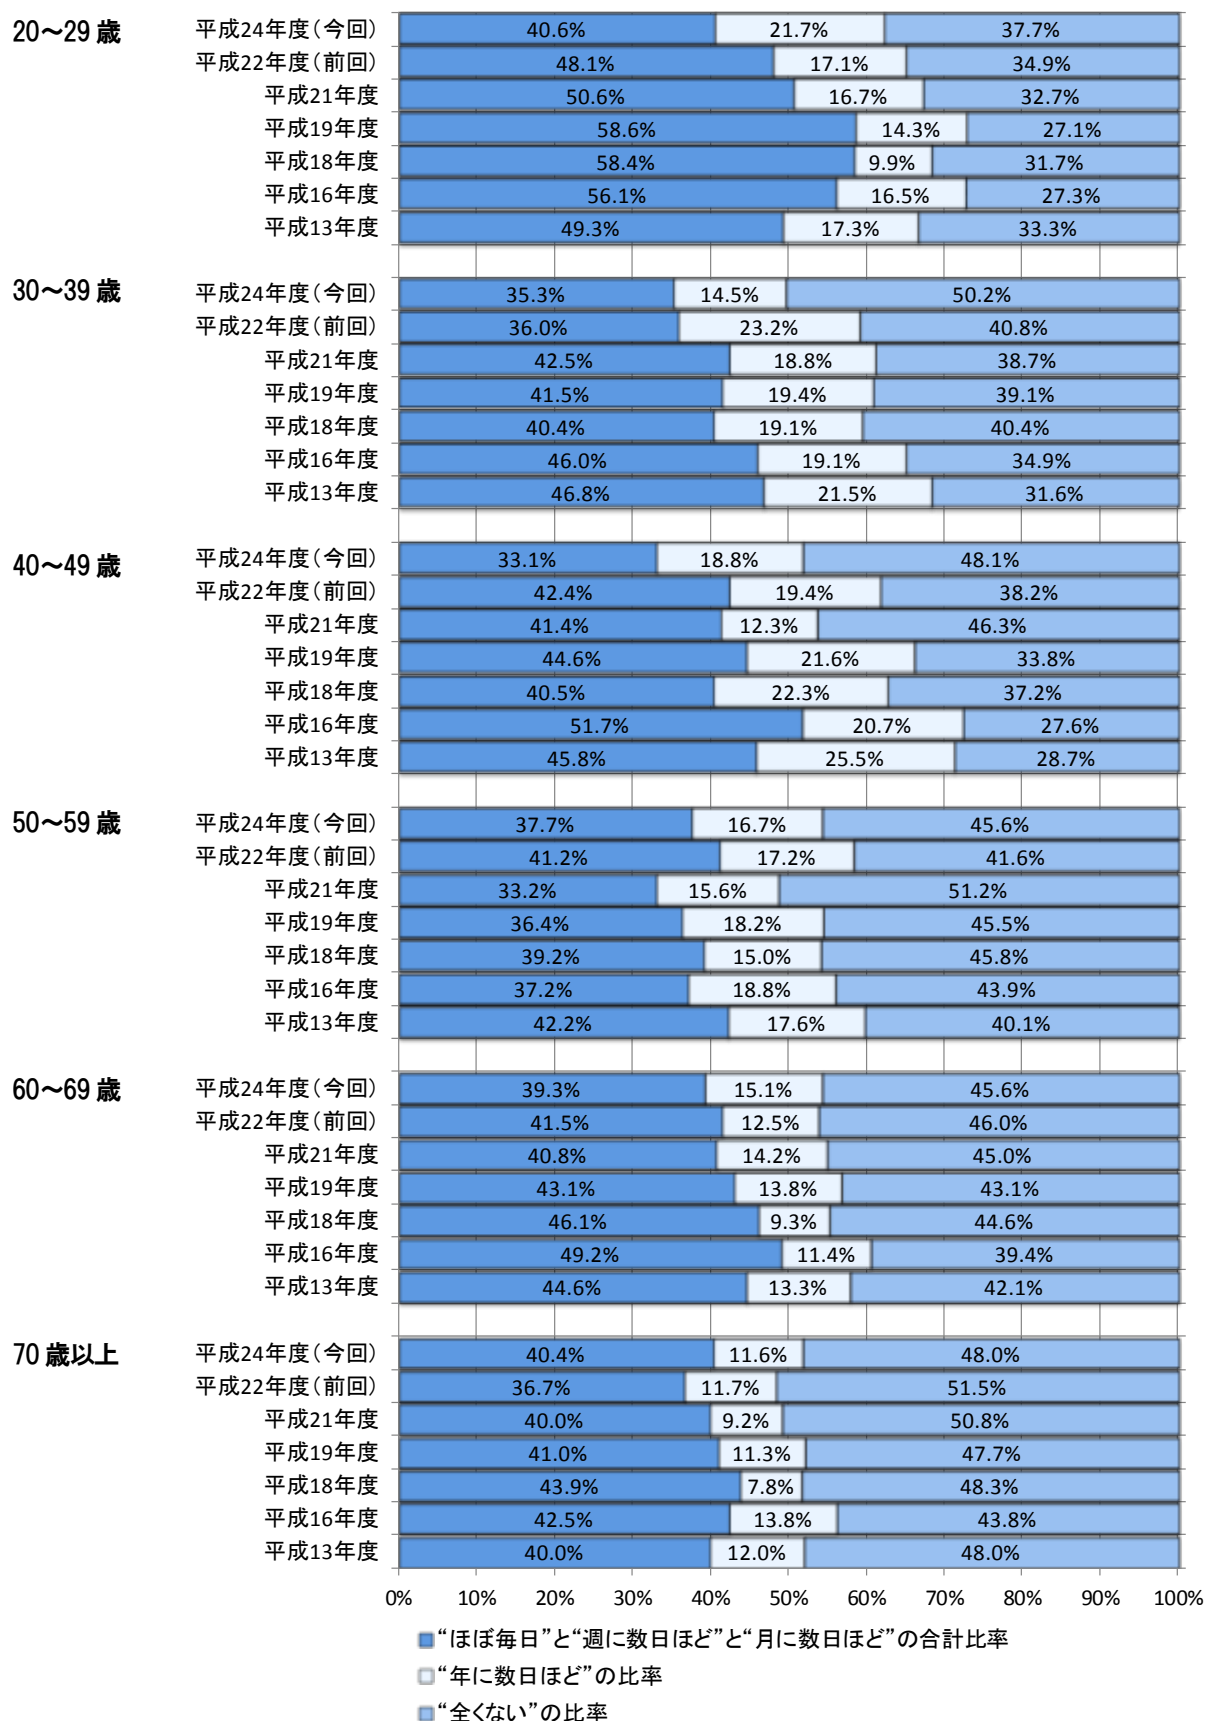 20～29 歳
平成24年度（今回） 40.6% 21.7% 37.7%
平成22年度（前回） 48.1% 17.1% 34.9%
平成21年度 50.6% 16.7% 32.7%
平成19年度 58.6% 14.3% 27.1%
平成18年度 58.4% 9.9% 31.7%
平成16年度 56.1% 16.5% 27.3%
平成13年度 49.3% 17.3% 33.3%
30～39 歳
平成24年度（今回） 35.3% 14.5% 50.2%
平成22年度（前回） 36.0% 23.2% 40.8%
平成21年度 42.5% 18.8% 38.7%
平成19年度 41.5% 19.4% 39.1%
平成18年度 40.4% 19.1% 40.4%
平成16年度 46.0% 19.1% 34.9%
平成13年度 46.8% 21.5% 31.6%
40～49 歳
平成24年度（今回） 33.1% 18.8% 48.1%
平成22年度（前回） 42.4% 19.4% 38.2%
平成21年度 41.4% 12.3% 46.3%
平成19年度 44.6% 21.6% 33.8%
平成18年度 40.5% 22.3% 37.2%
平成16年度 51.7% 20.7% 27.6%
平成13年度 45.8% 25.5% 28.7%
50～59 歳
平成24年度（今回） 37.7% 16.7% 45.6%
平成22年度（前回） 41.2% 17.2% 41.6%
平成21年度 33.2% 15.6% 51.2%
平成19年度 36.4% 18.2% 45.5%
平成18年度 39.2% 15.0% 45.8%
平成16年度 37.2% 18.8% 43.9%
平成13年度 42.2% 17.6% 40.1%
60～69 歳
平成24年度（今回） 39.3% 15.1% 45.6%
平成22年度（前回） 41.5% 12.5% 46.0%
平成21年度 40.8% 14.2% 45.0%
平成19年度 43.1% 13.8% 43.1%
平成18年度 46.1% 9.3% 44.6%
平成16年度 49.2% 11.4% 39.4%
平成13年度 44.6% 13.3% 42.1%
70 歳以上
平成24年度（今回） 40.4% 11.6% 48.0%
平成22年度（前回） 36.7% 11.7% 51.5%
平成21年度 40.0% 9.2% 50.8%
平成19年度 41.0% 11.3% 47.7%
平成18年度 43.9% 7.8% 48.3%
平成16年度 42.5% 13.8% 43.8%
平成13年度 40.0% 12.0% 48.0%
0% 10% 20% 30% 40% 50% 60% 70% 80% 90% 100%
“ほぼ毎日”と“週に数日ほど”と“月に数日ほど”の合計比率
“年に数日ほど”の比率
“全くない”の比率